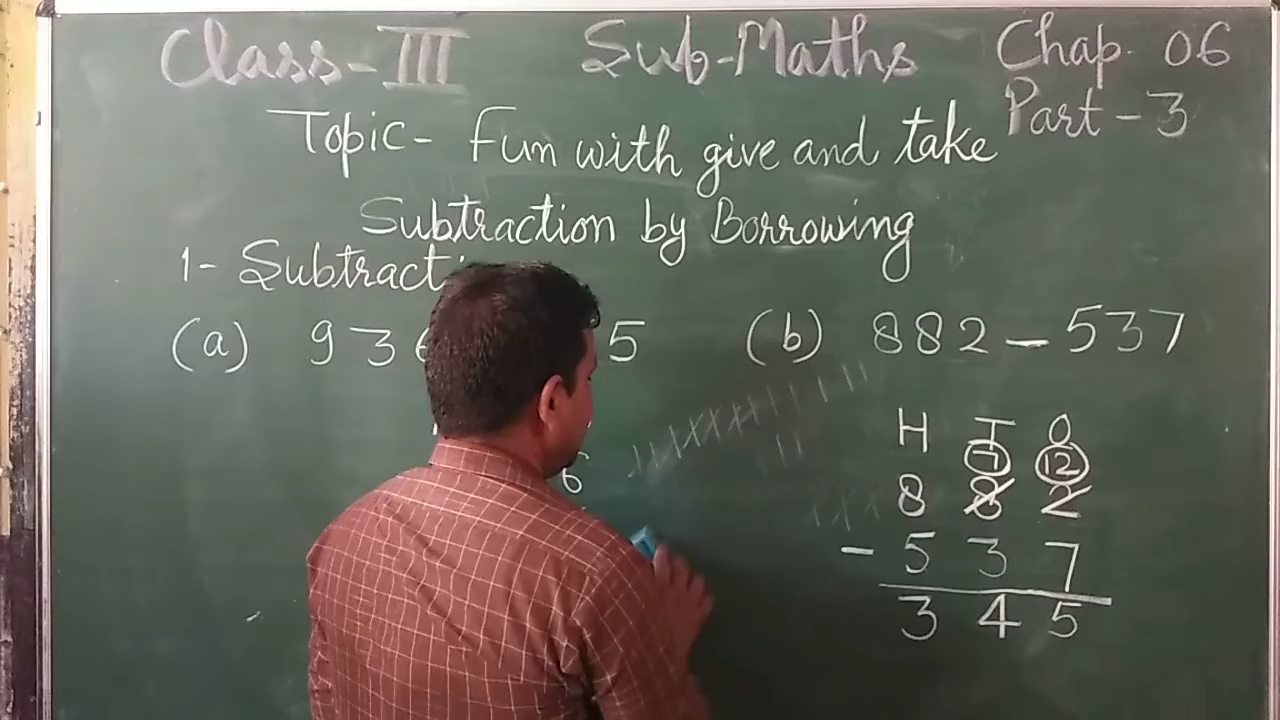 Class-III Sub-Maths Chap 06
Part-3
Topic- Fun with give and take
Subtraction by Borrowing
1- Subtract
(a) 93 5 (b) 882-537
H T O
7 12
6
8 8 2
- 5 3 7
3 4 5